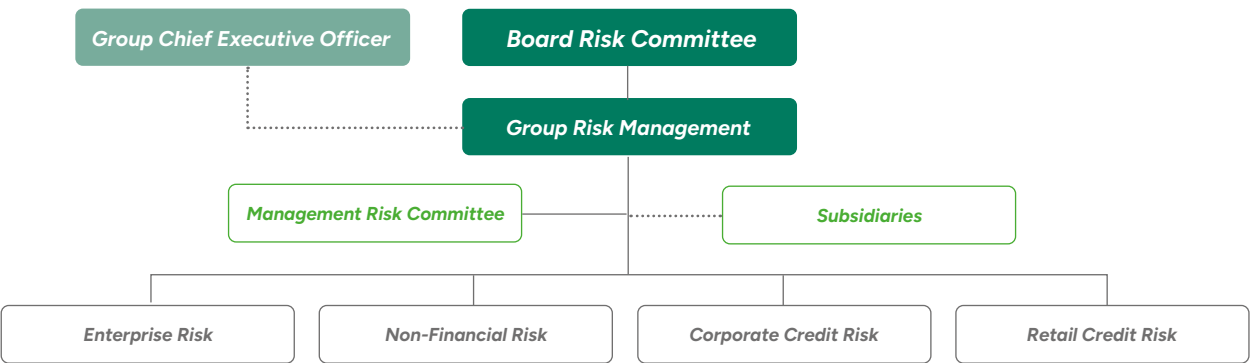 Group Chief Executive Officer
Board Risk Committee
Group Risk Management
Management Risk Committee
Subsidiaries
Enterprise Risk
Non-Financial Risk
Corporate Credit Risk
Retail Credit Risk